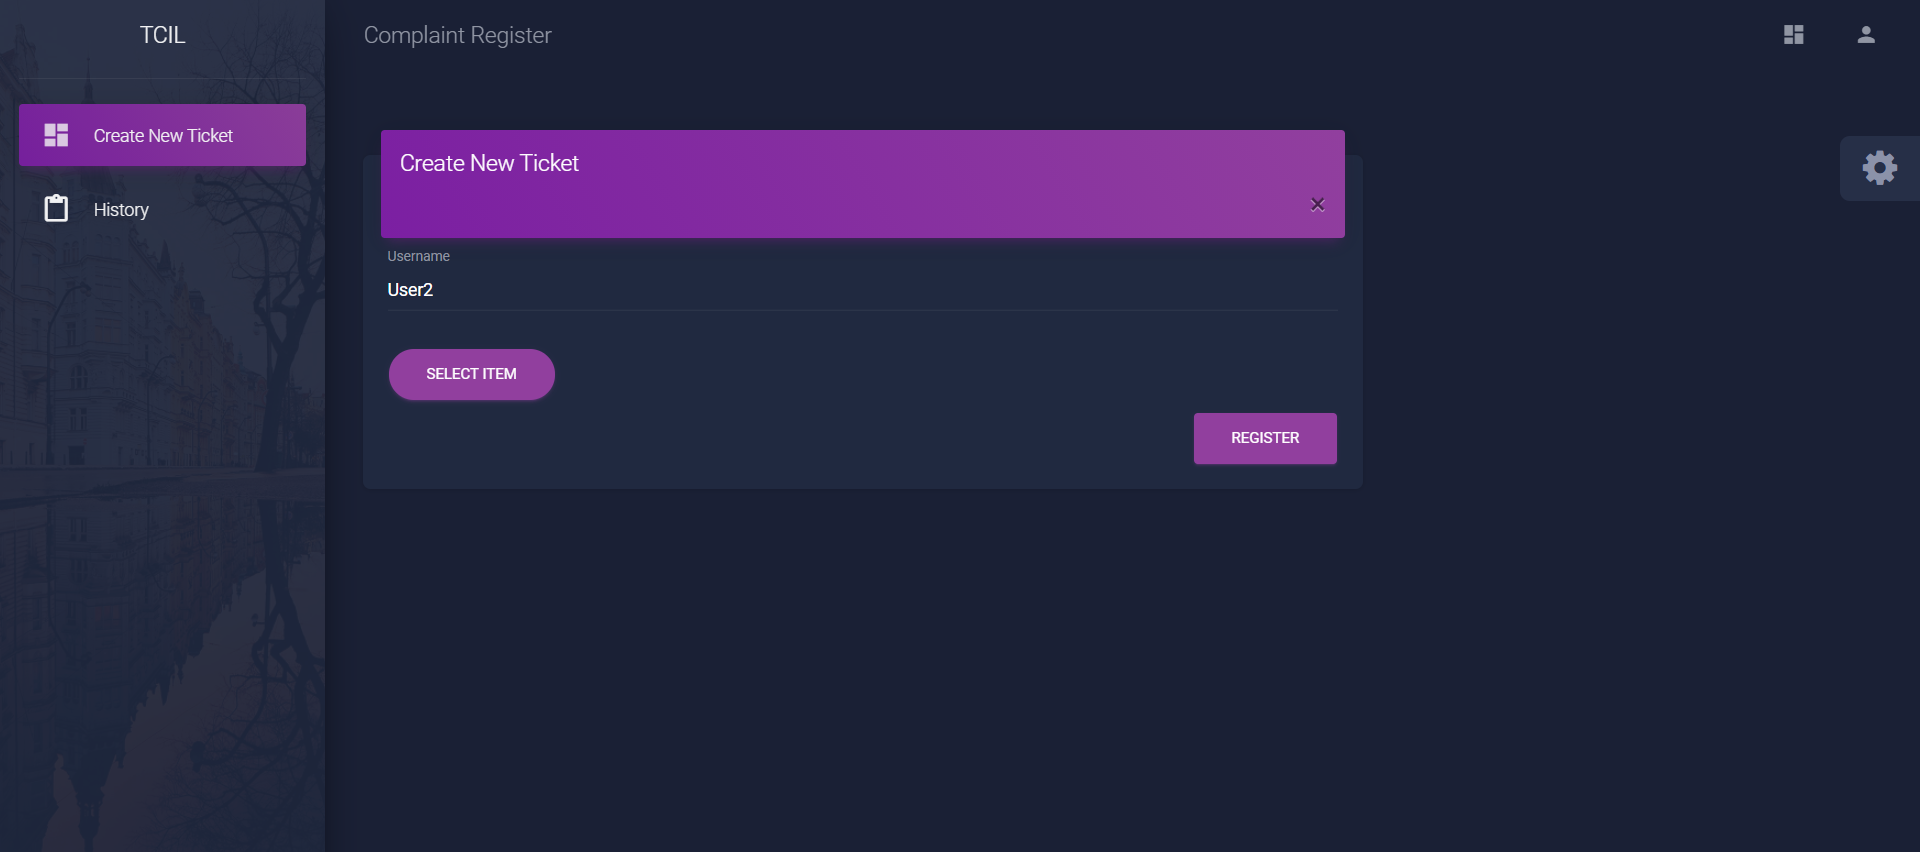 TCIL
Complaint Register
Create New Ticket
History
Create New Ticket
×
Username
User2
SELECT ITEM
REGISTER